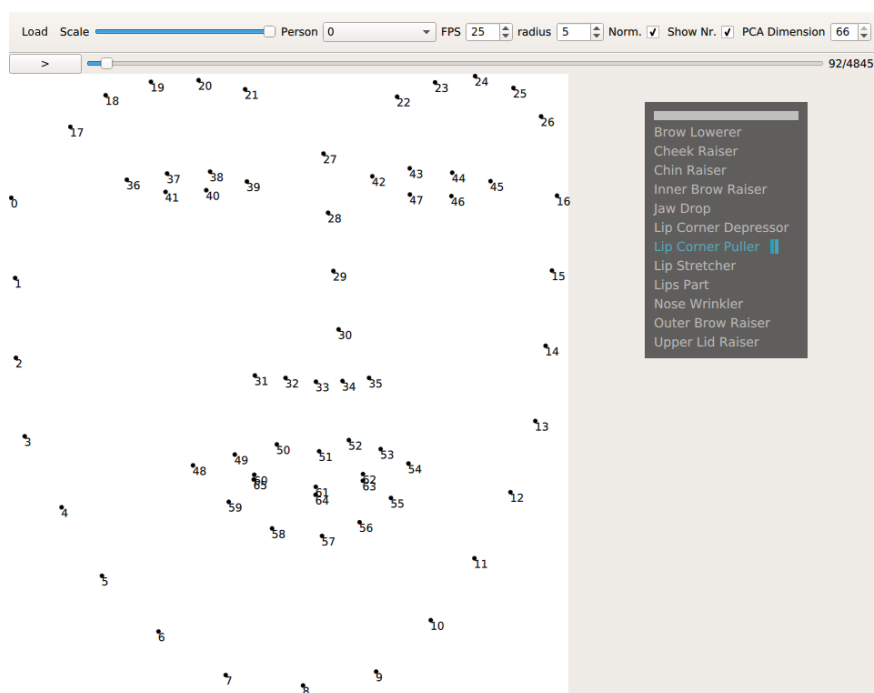 Load Scale Person 0 FPS 25 radius 5 Norm. Show Nr. PCA Dimension 66
> 92/4845
24
19 20 23
21 25
18 22
26
17
27
37 38 43 44
36 39 42 45
41 40 47 46 16
0
28
29 15
1
30
14
2
31 32 33 34 35
13
3
50 52
49 51 53
48 54
60 62
65 61 63
64 12
59 55
4
58 56
57
11
5
10
6
7 9
8
Brow Lowerer
Cheek Raiser
Chin Raiser
Inner Brow Raiser
Jaw Drop
Lip Corner Depressor
Lip Corner Puller
Lip Stretcher
Lips Part
Nose Wrinkler
Outer Brow Raiser
Upper Lid Raiser